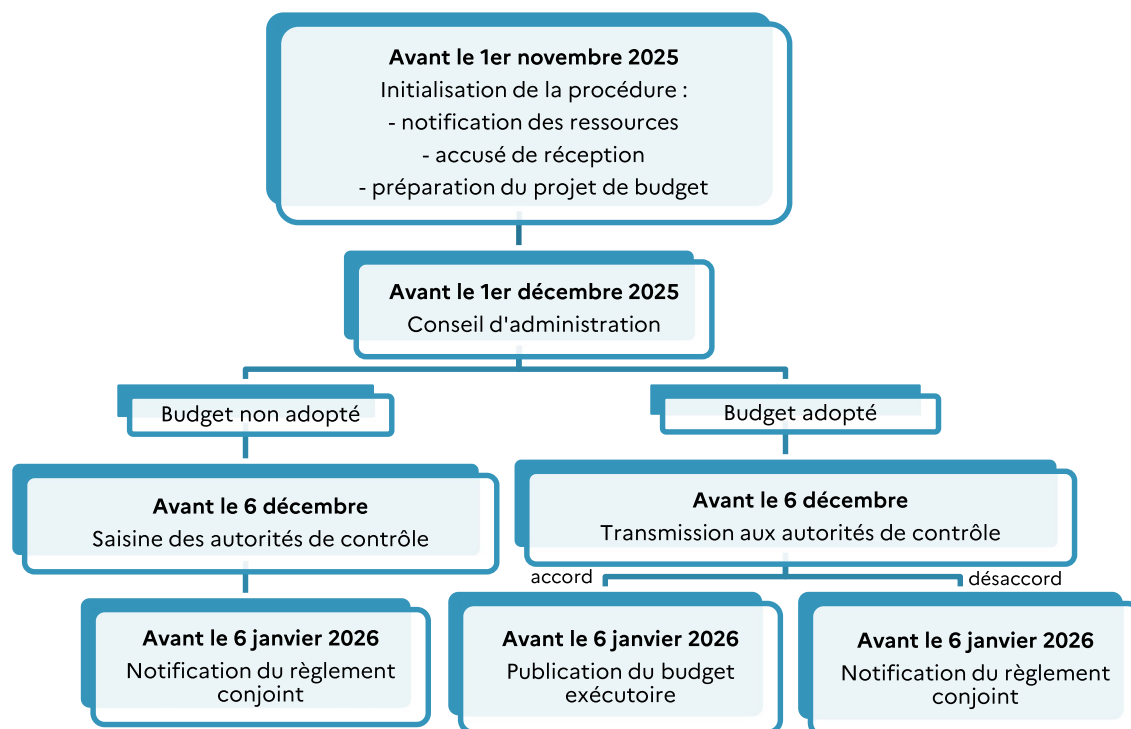 Avant le 1er novembre 2025
Initialisation de la procédure :
- notification des ressources
- accusé de réception
- préparation du projet de budget
Avant le 1er décembre 2025
Conseil d'administration
Budget non adopté
Budget adopté
Avant le 6 décembre
Saisine des autorités de contrôle
Avant le 6 décembre
Transmission aux autorités de contrôle
accord
désaccord
Avant le 6 janvier 2026
Notification du règlement
conjoint
Avant le 6 janvier 2026
Publication du budget
exécutoire
Avant le 6 janvier 2026
Notification du règlement
conjoint